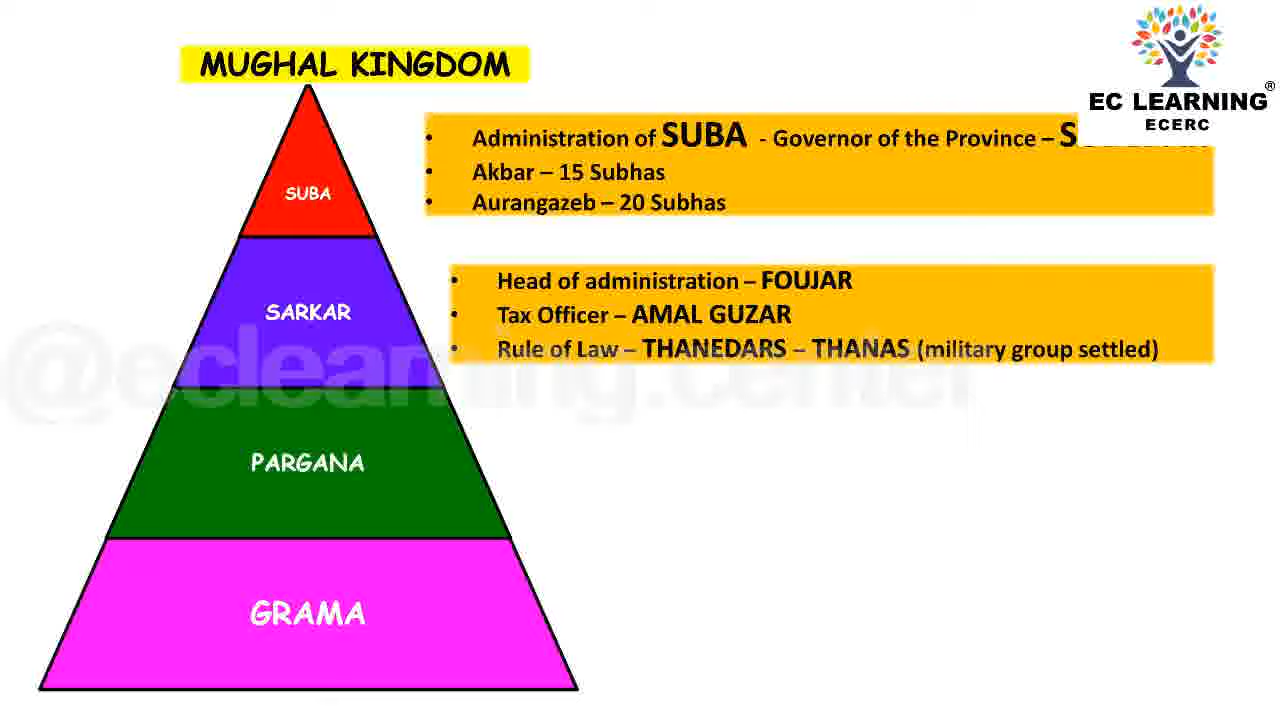 MUGHAL KINGDOM
EC LEARNING®
ECERC
• Administration of SUBA - Governor of the Province –
• Akbar – 15 Subhas
• Aurangazeb – 20 Subhas
SUBA
• Head of administration – FOUJAR
• Tax Officer – AMAL GUZAR
• Rule of Law – THANEDARS – THANAS (military group settled)
SARKAR
@eclearning.center
PARGANA
GRAMA